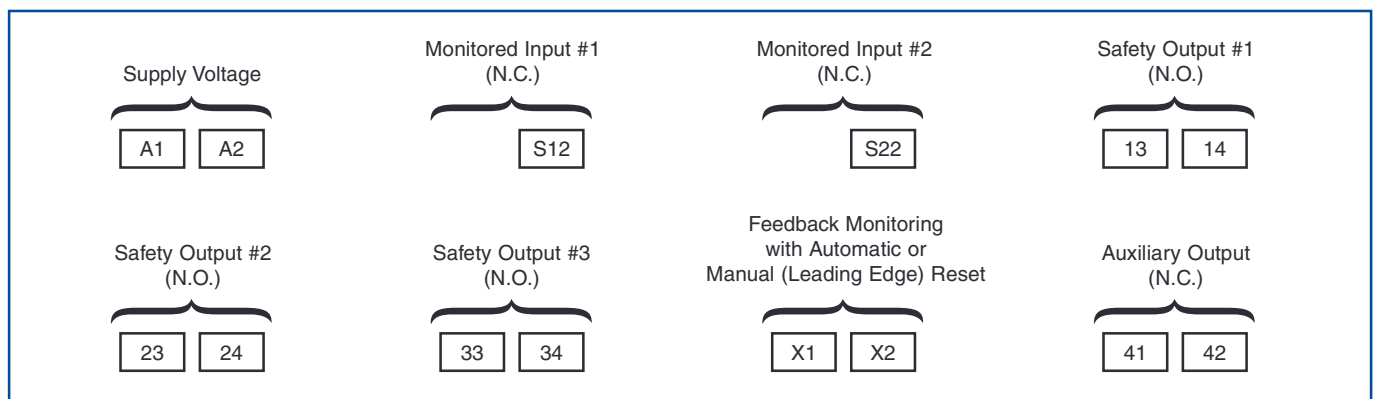 Supply Voltage
A1 A2
Monitored Input #1
(N.C.)
S12
Monitored Input #2
(N.C.)
S22
Safety Output #1
(N.O.)
13 14
Safety Output #2
(N.O.)
23 24
Safety Output #3
(N.O.)
33 34
Feedback Monitoring
with Automatic or
Manual (Leading Edge) Reset
X1 X2
Auxiliary Output
(N.C.)
41 42